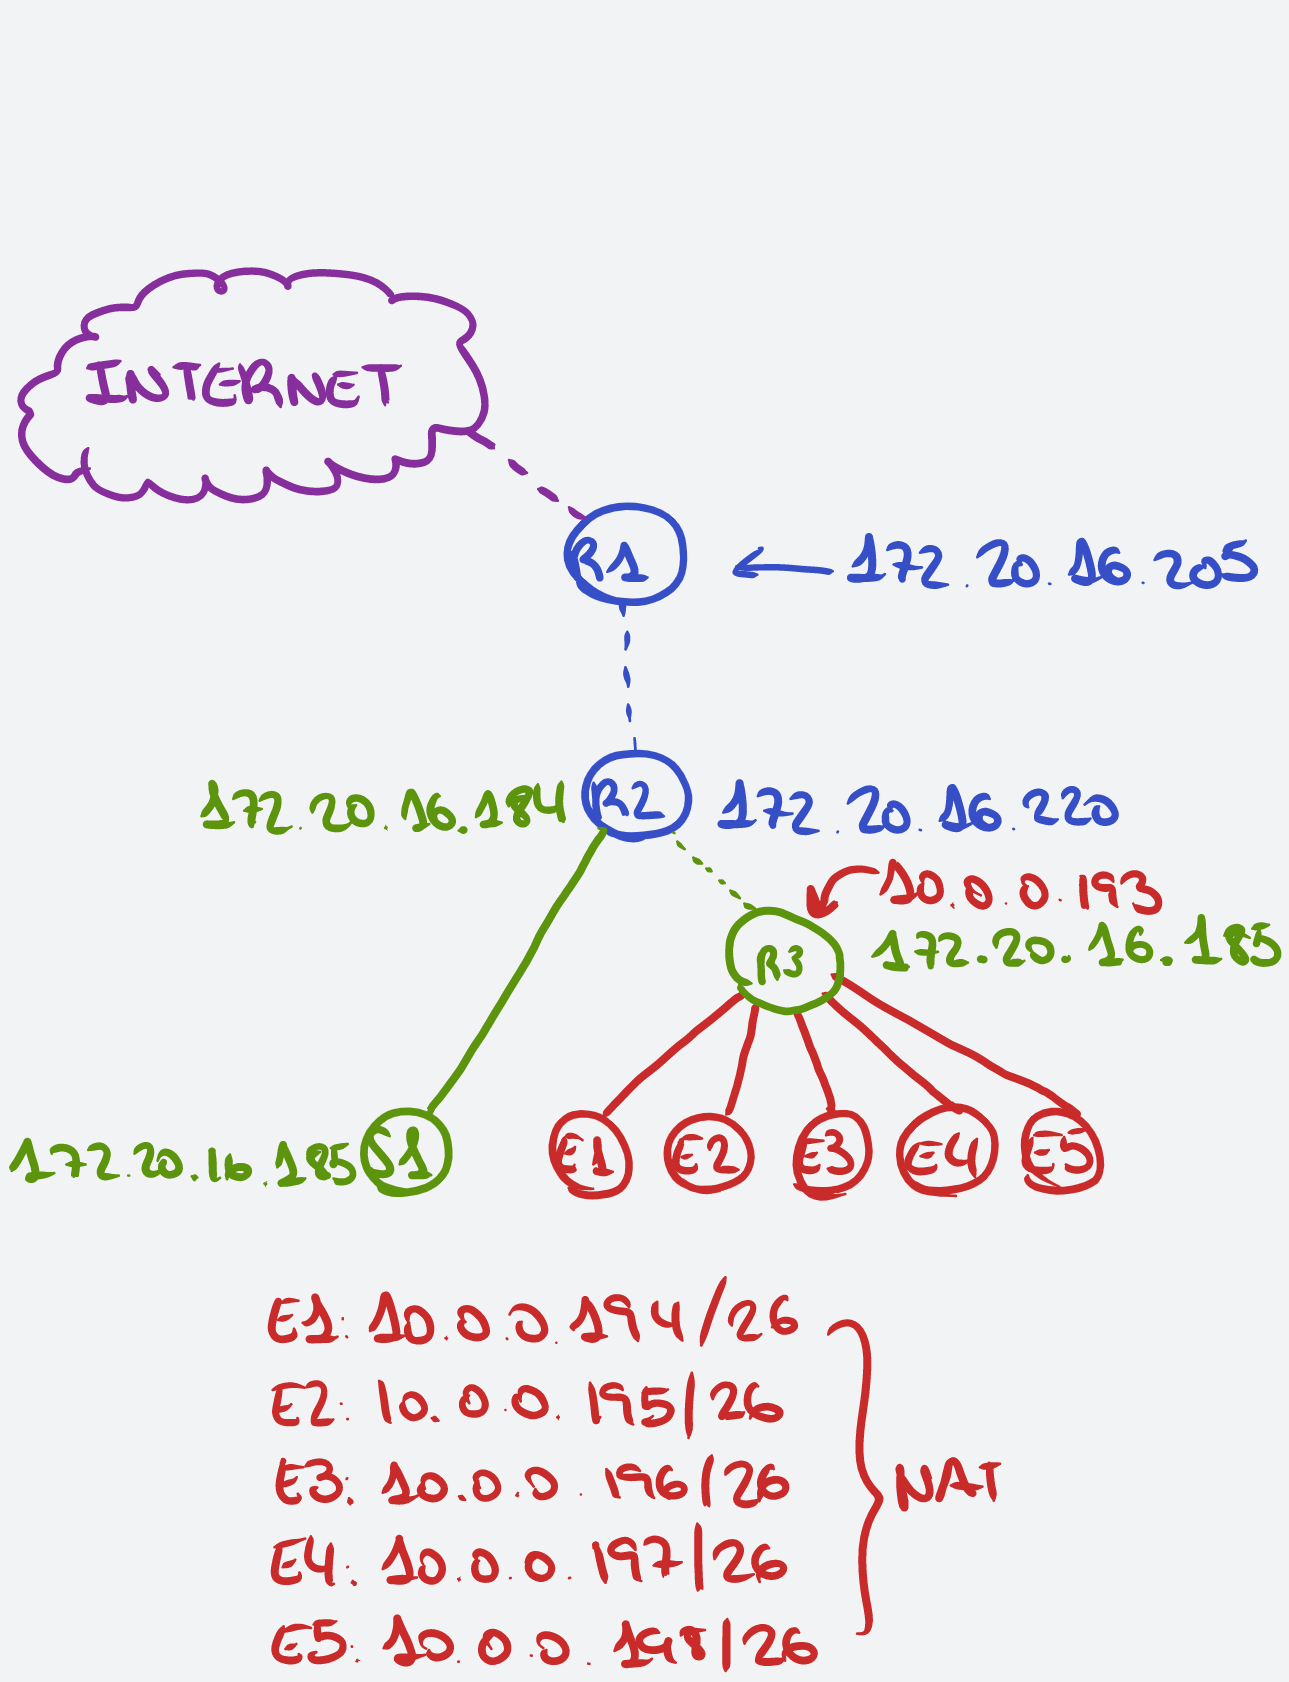 INTERNET
R1
172.20.16.205
172.20.16.184
R2
172.20.16.220
10.0.0.193
R3
172.20.16.185
172.20.16.185
S1
E1
E2
E3
E4
E5
E1: 10.0.0.194/26
E2: 10.0.0.195/26
E3: 10.0.0.196/26
E4: 10.0.0.197/26
E5: 10.0.0.198/26
NAT